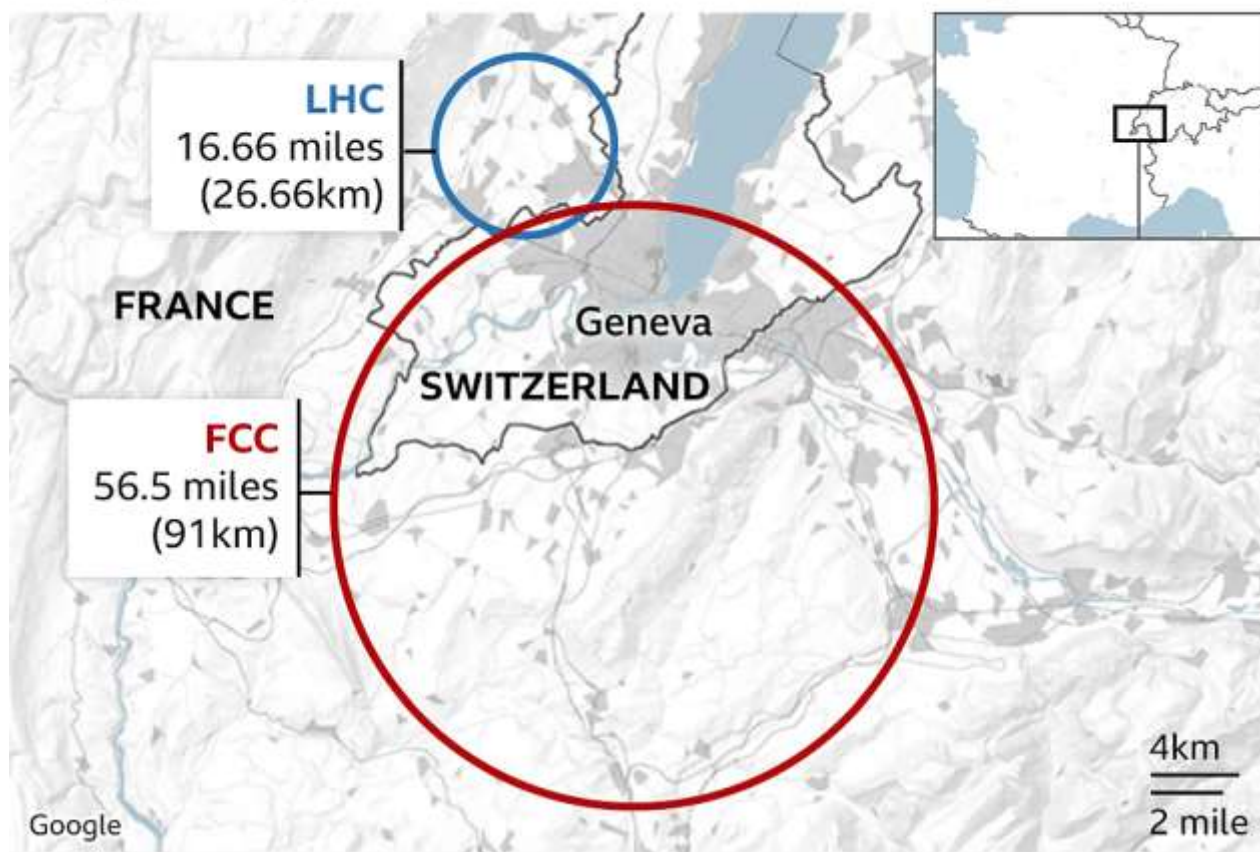 LHC
16.66 miles
(26.66km)
FRANCE
Geneva
SWITZERLAND
FCC
56.5 miles
(91km)
4km
2 mile
Google